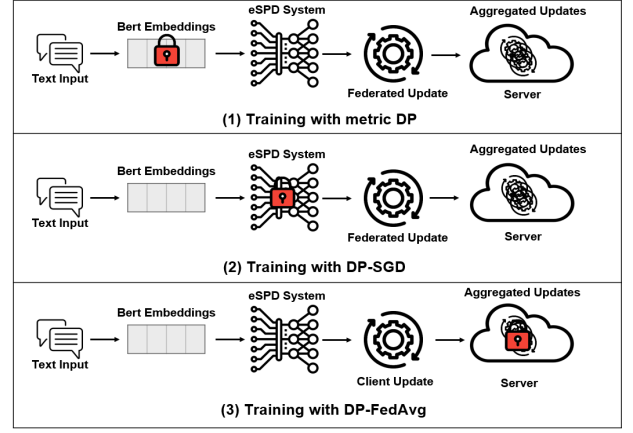 Bert Embeddings
eSPD System
Aggregated Updates
Text Input
Federated Update
Server
(1) Training with metric DP
Bert Embeddings
eSPD System
Aggregated Updates
Text Input
Federated Update
Server
(2) Training with DP-SGD
Bert Embeddings
eSPD System
Aggregated Updates
Text Input
Client Update
Server
(3) Training with DP-FedAvg